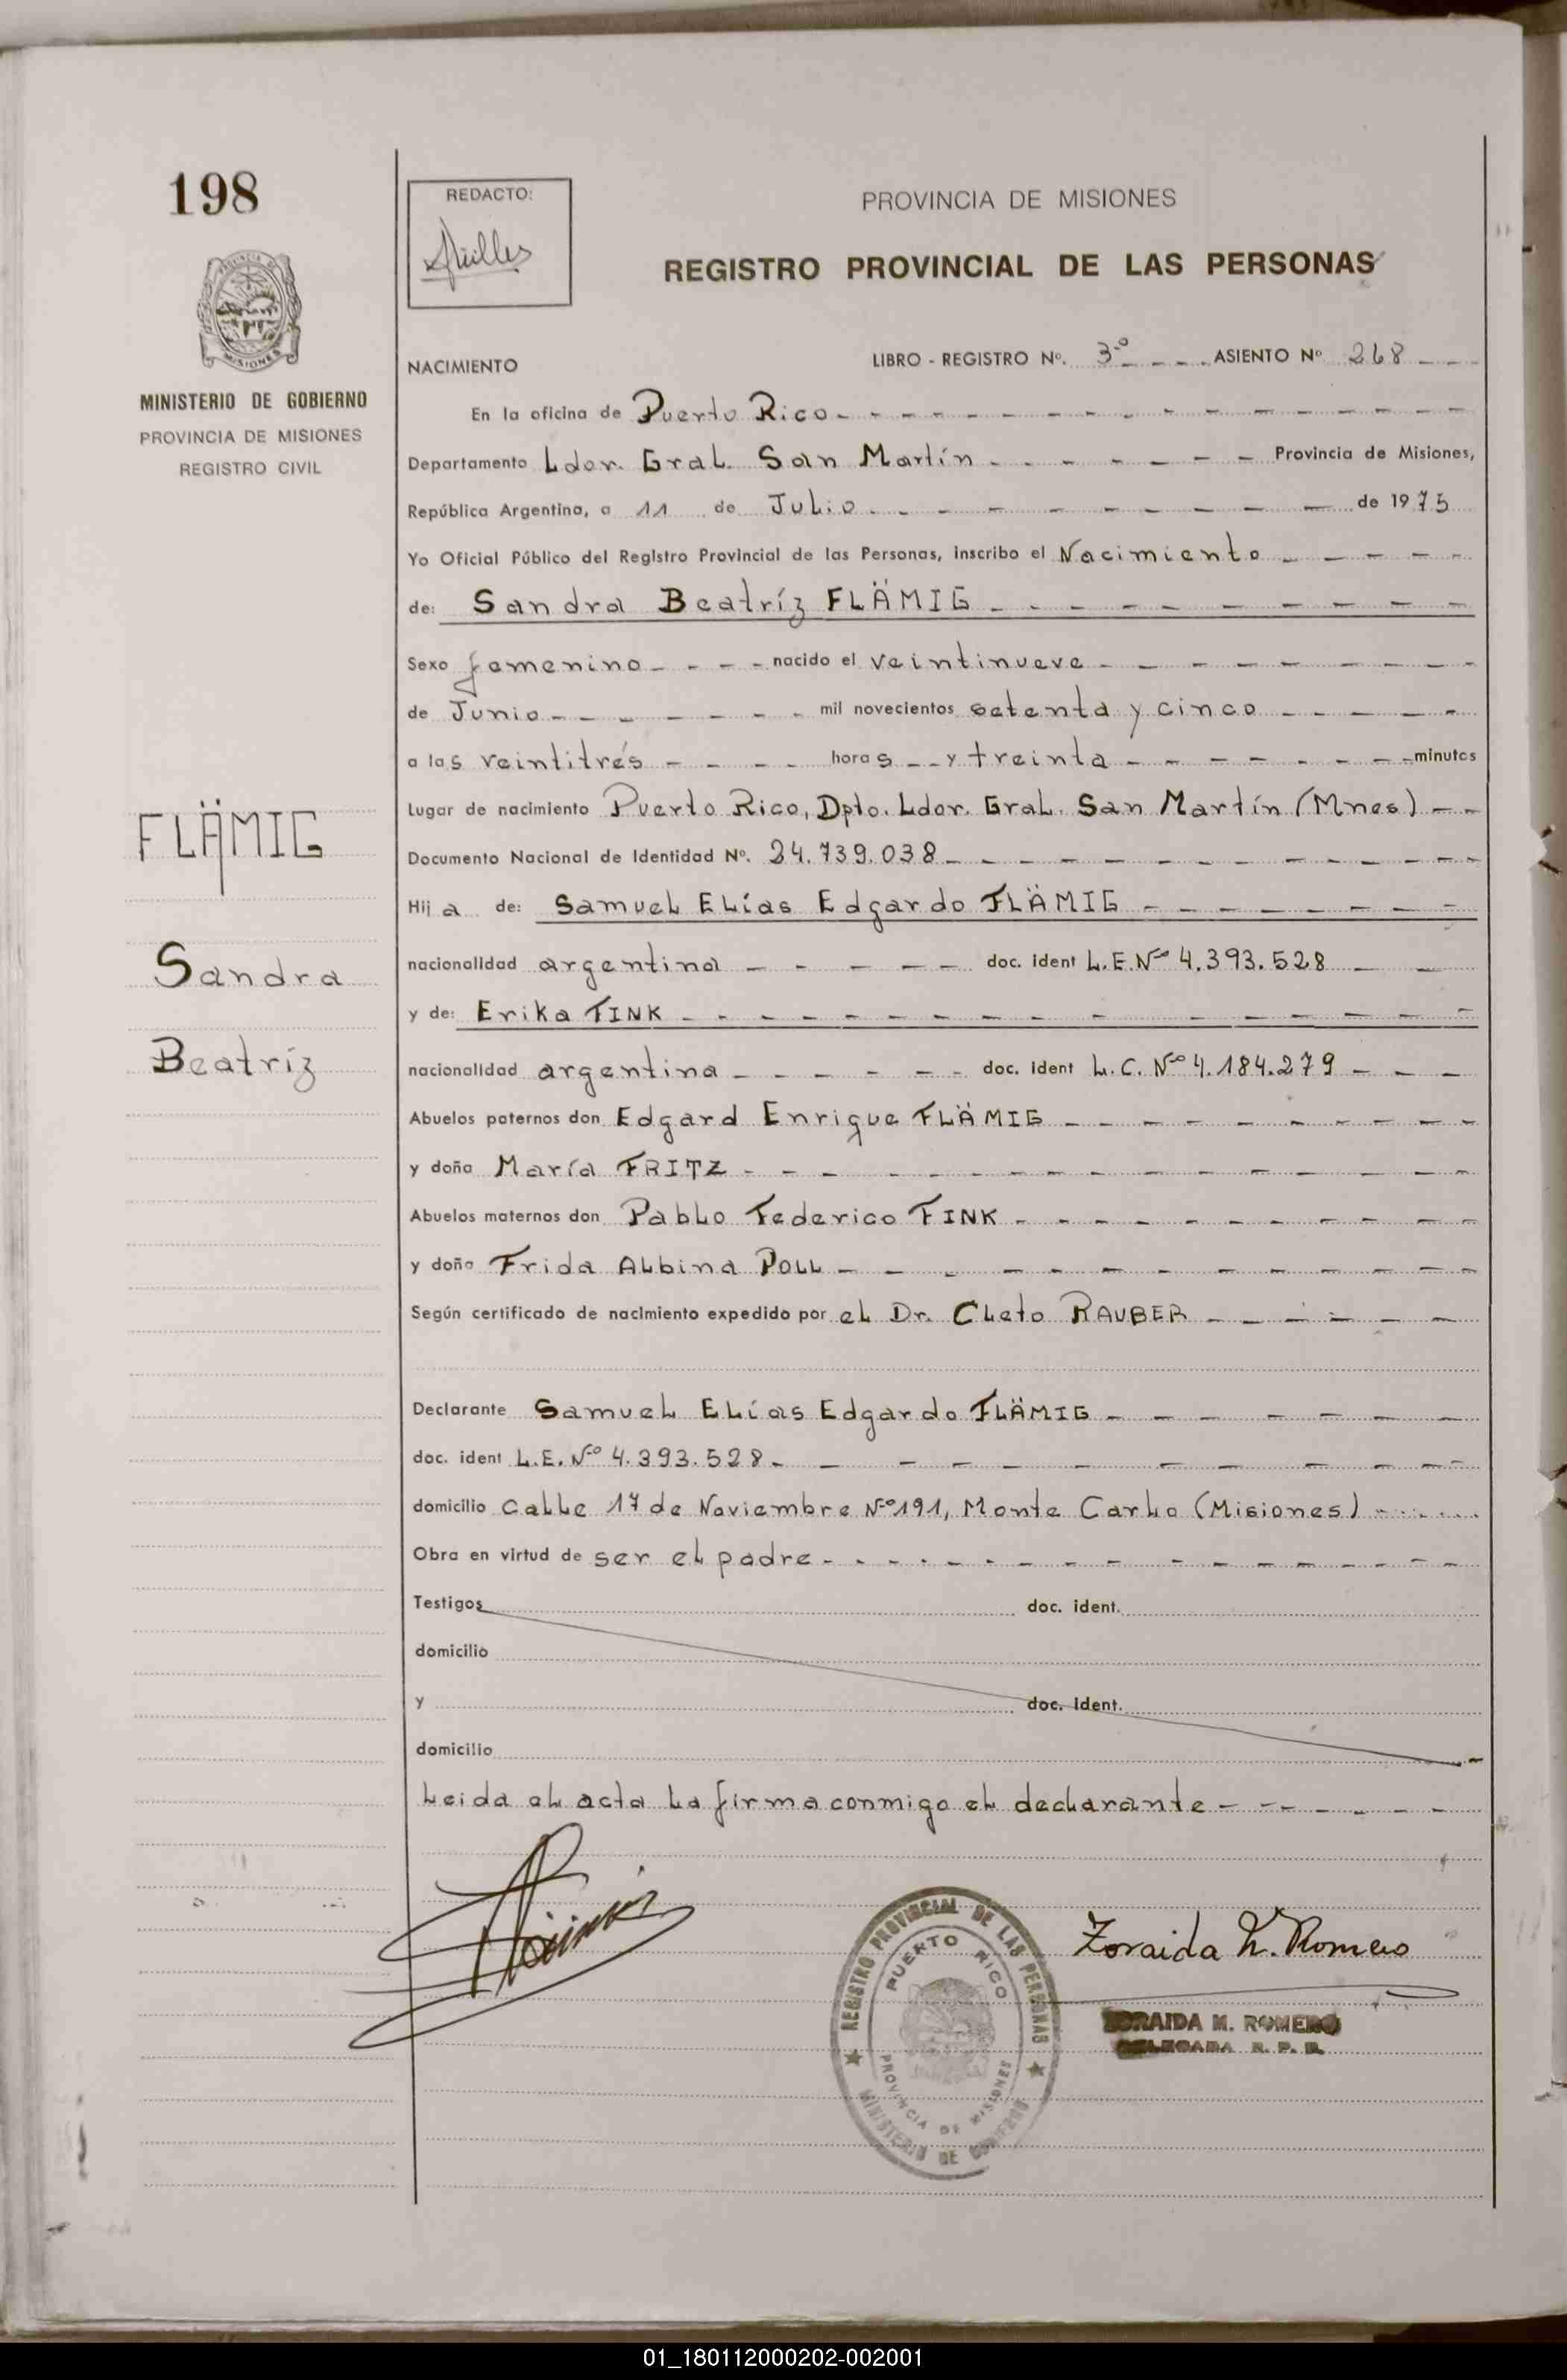 198
REDACTO:
PROVINCIA DE MISIONES
REGISTRO PROVINCIAL DE LAS PERSONAS
MISIONES
MINISTERIO DE GOBIERNO
PROVINCIA DE MISIONES
REGISTRO CIVIL
NACIMIENTO LIBRO - REGISTRO Nº. 3º ASIENTO Nº 268
En la oficina de Puerto Rico
Departamento Ldor. Gral. San Martín Provincia de Misiones,
República Argentina, a 11 de Julio de 1975
Yo Oficial Público del Registro Provincial de las Personas, inscribo el Nacimiento
de: Sandra Beatríz FLÄMIG
Sexo femenino nacido el veintinueve
de Junio mil novecientos setenta y cinco
a las veintitrés horas y treinta minutos
Lugar de nacimiento Puerto Rico, Dpto. Ldor. Gral. San Martín (Mnes)
Documento Nacional de Identidad Nº. 24.739.038
Hija de: Samuel Elías Edgardo FLÄMIG
nacionalidad argentina doc. ident L.E.Nº 4.393.528
y de: Erika FINK
nacionalidad argentina doc. ident L.C. Nº 4.184.279
Abuelos paternos don Edgard Enrique FLÄMIG
y doña María FRITZ
Abuelos maternos don Pablo Federico FINK
y doña Frida Albina POLL
Según certificado de nacimiento expedido por el Dr. Cleto RAUBER
Declarante Samuel Elías Edgardo FLÄMIG
doc. ident L.E. Nº 4.393.528
domicilio Calle 17 de Noviembre Nº 191, Monte Carlo (Misiones)
Obra en virtud de ser el padre
Testigos doc. ident.
domicilio
y doc. ident.
domicilio
Leida el acta la firma conmigo el declarante
FLÄMIG
Sandra
Beatríz
REGISTRO PROVINCIAL DE LAS PERSONAS
PUERTO RICO
PROVINCIA DE MISIONES
MINISTERIO DE GOBIERNO
Zoraida M. Romero
ZORAIDA M. ROMERO
DELEGADA R. P. P.
01_180112000202-002001